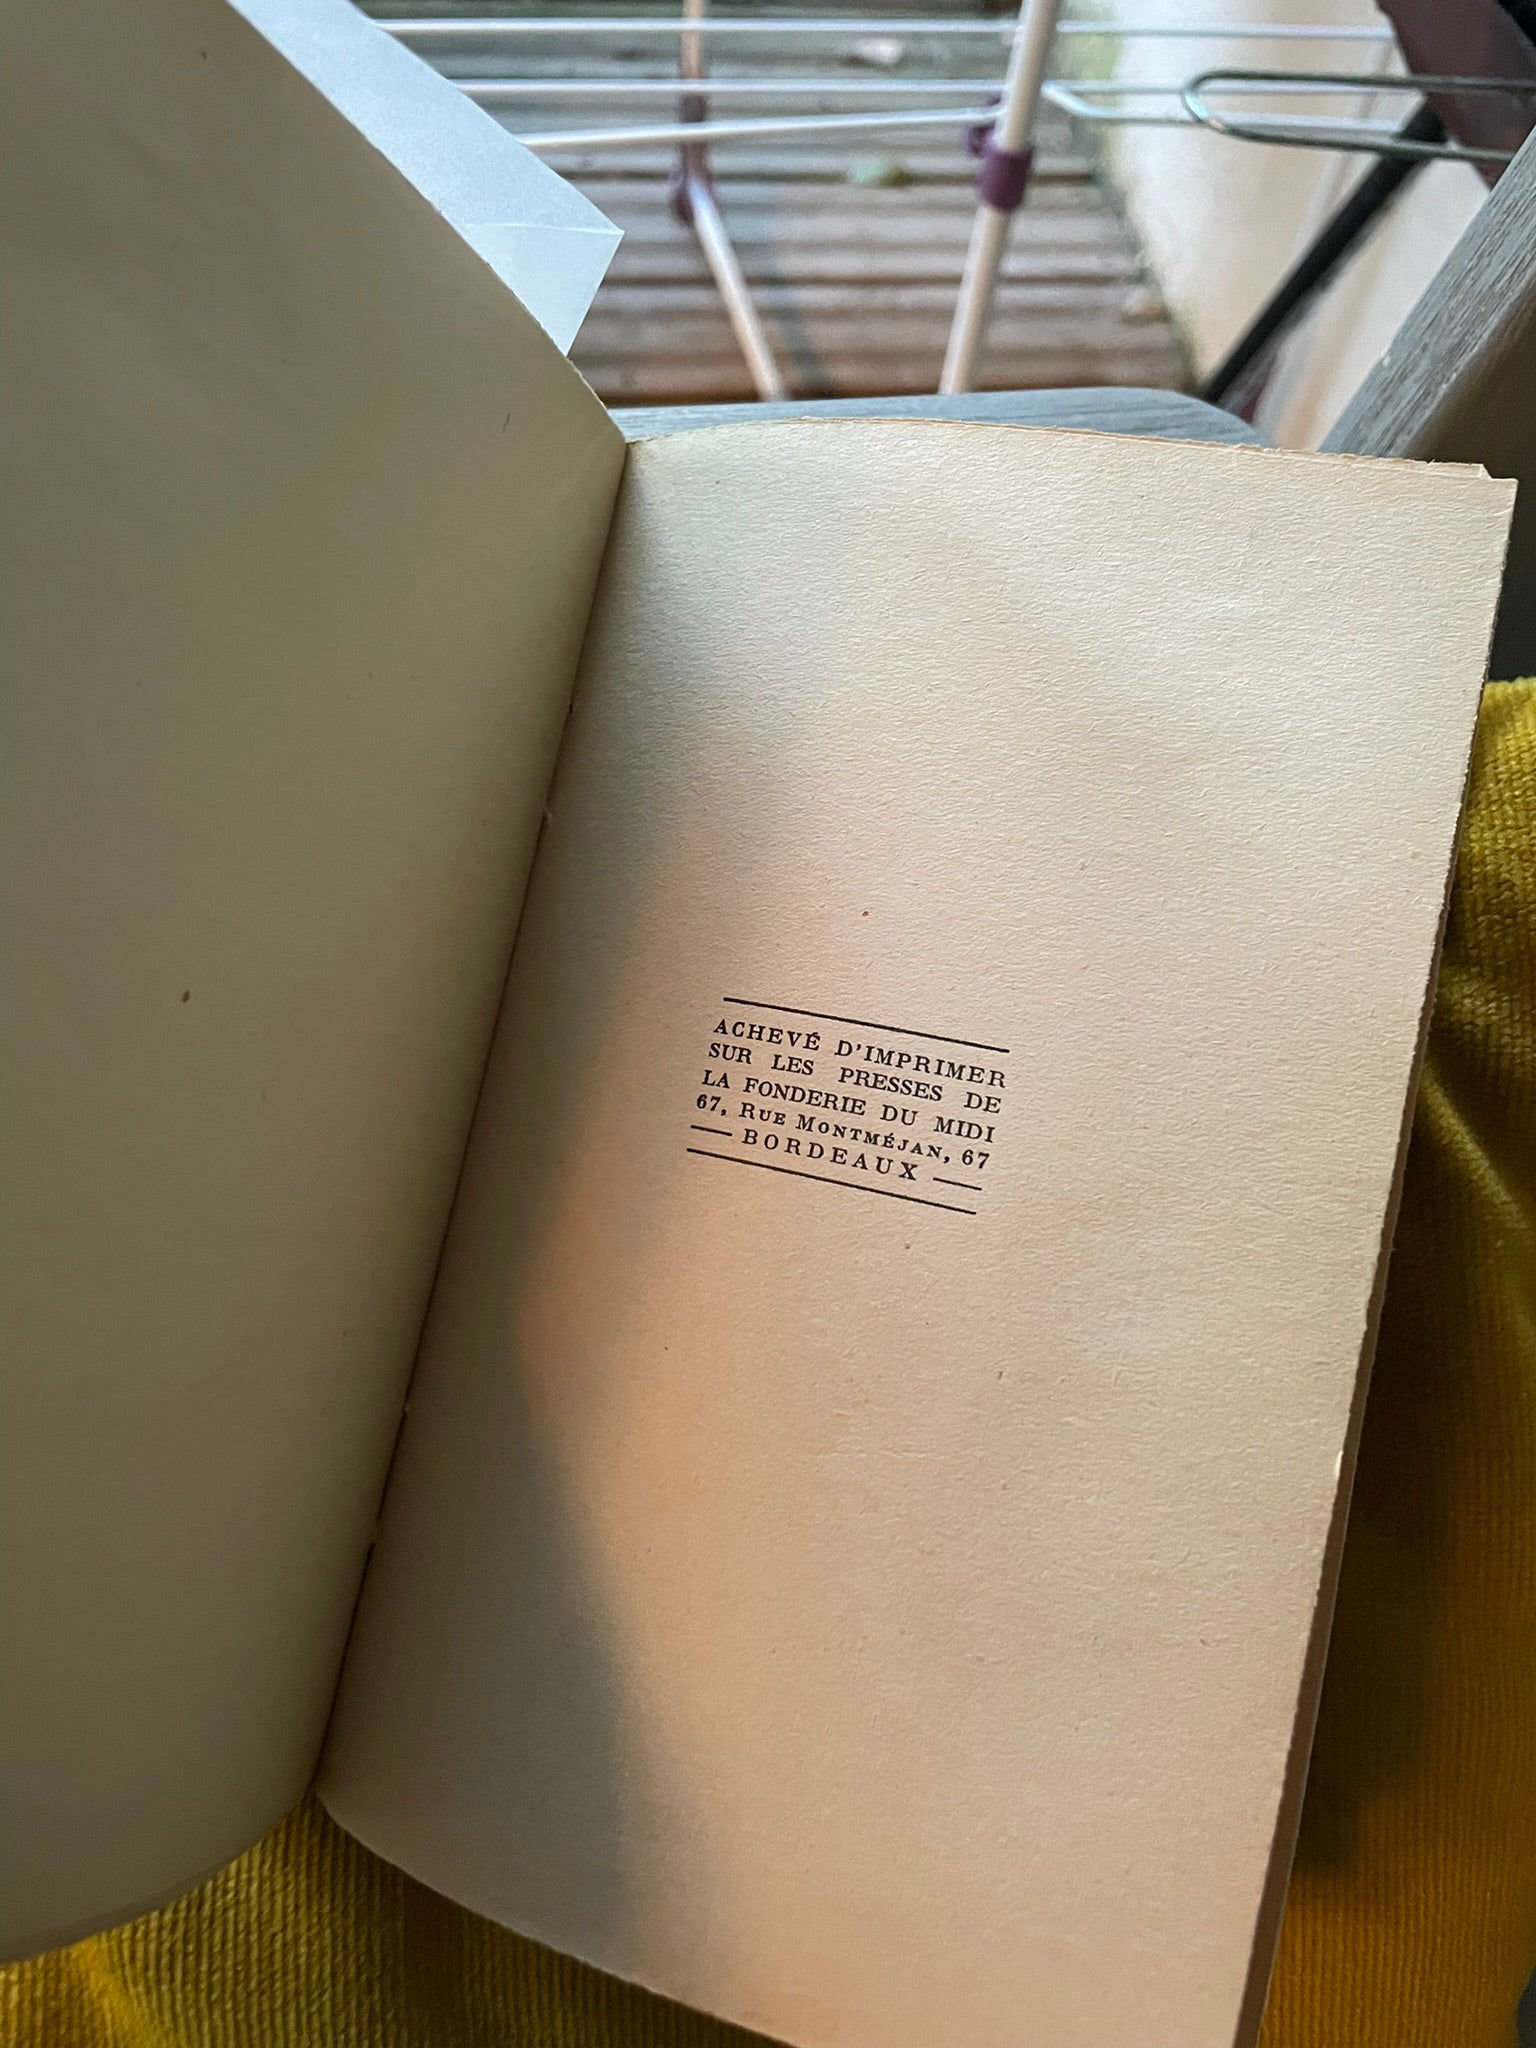 ACHEVÉ D'IMPRIMER
SUR LES PRESSES DE
LA FONDERIE DU MIDI
67, RUE MONTMÉJAN, 67
— BORDEAUX —